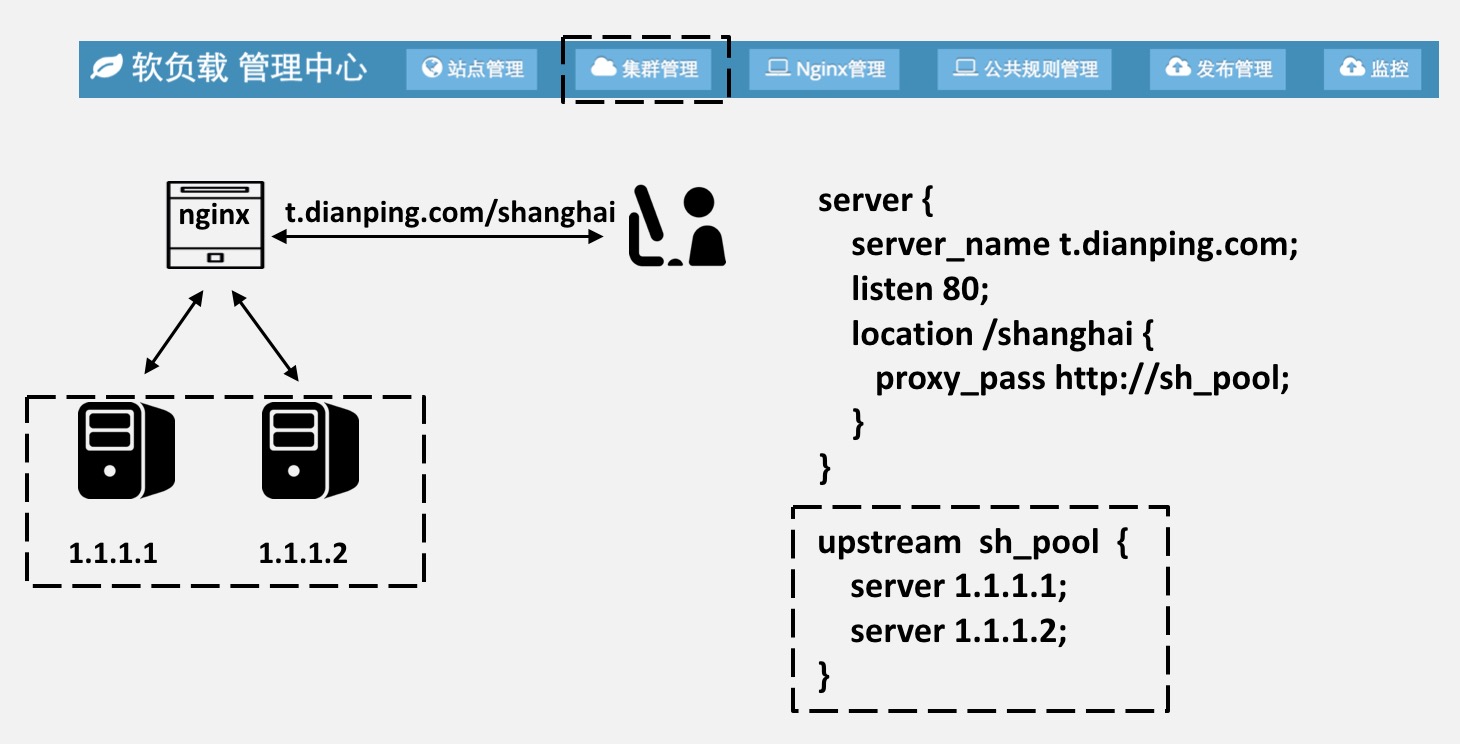 软负载 管理中心 站点管理 集群管理 Nginx管理 公共规则管理 发布管理 监控
nginx
t.dianping.com/shanghai
1.1.1.1
1.1.1.2
server {
server_name t.dianping.com;
listen 80;
location /shanghai {
proxy_pass http://sh_pool;
}
}
upstream sh_pool {
server 1.1.1.1;
server 1.1.1.2;
}